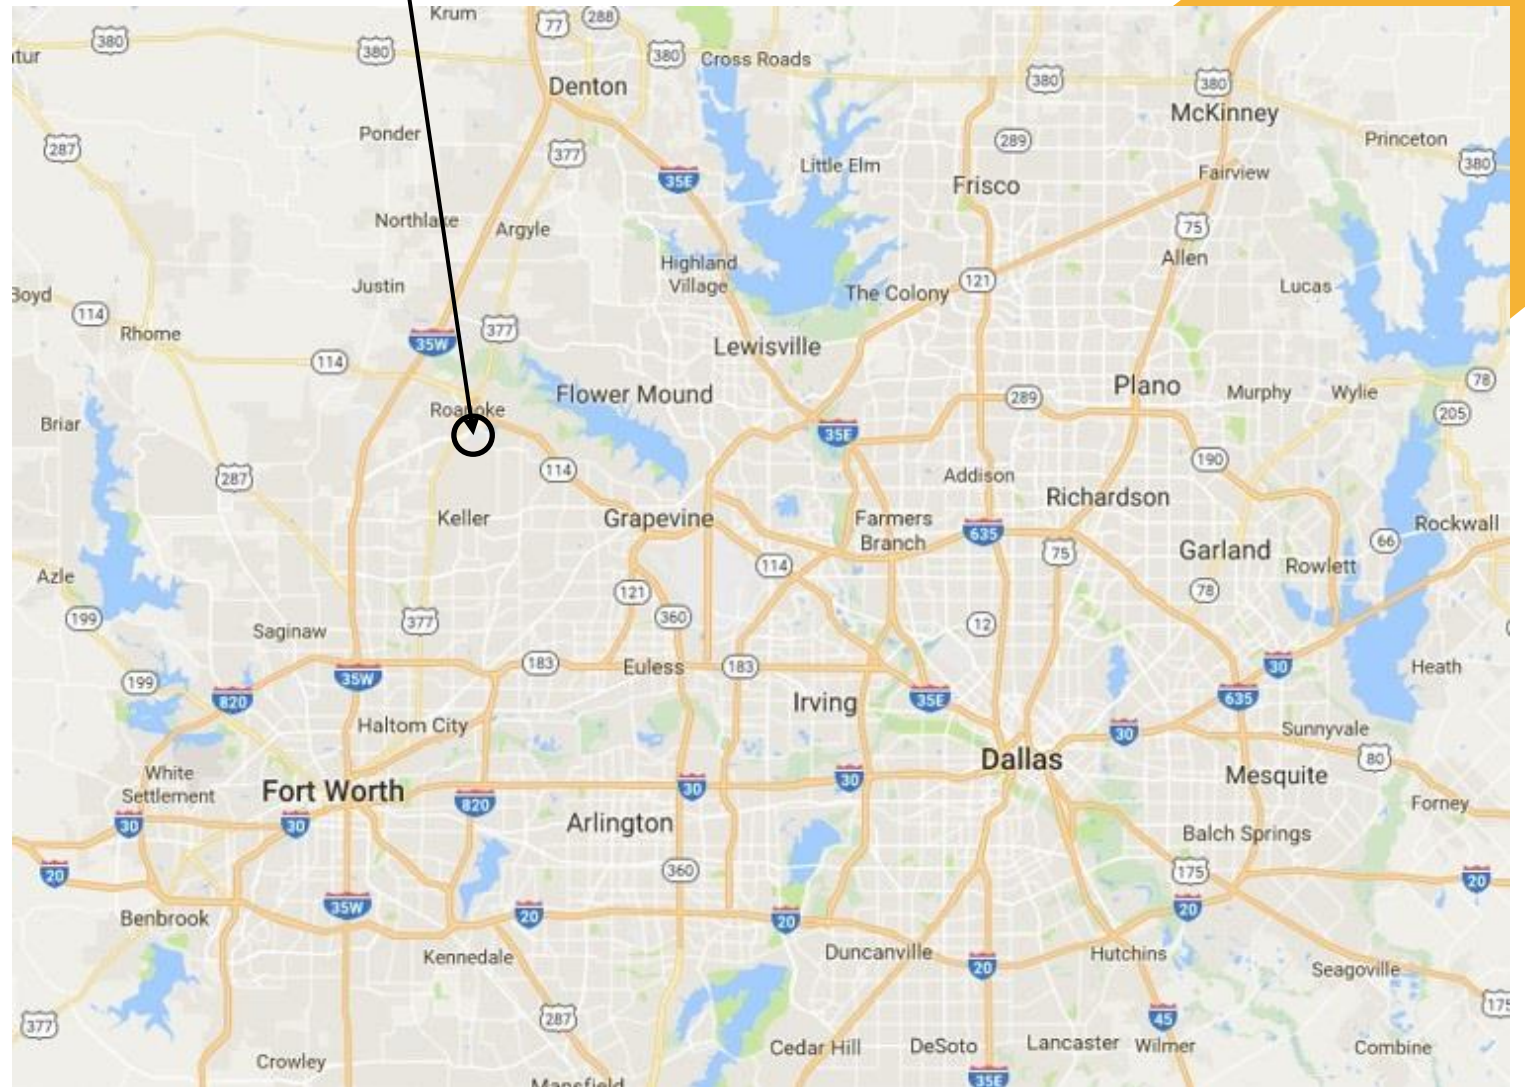 Krum
77
288
380
380
380
Cross Roads
tur
Denton
380
380
McKinney
287
Ponder
377
289
Princeton
380
Little Elm
35E
Frisco
Fairview
Northlake
Argyle
75
Highland
Village
Allen
Boyd
Justin
The Colony
121
Lucas
114
Rhome
377
35W
Lewisville
114
Flower Mound
Plano
Murphy
Wylie
78
289
205
Roanoke
Briar
35E
114
190
287
Addison
Richardson
Keller
Grapevine
Farmers
Branch
635
75
Garland
66
Rockwall
Rowlett
Azle
114
121
78
199
377
360
12
Saginaw
183
Euless
183
35W
30
Heath
199
820
Irving
35E
635
Haltom City
30
Sunnyvale
Dallas
80
Mesquite
White
Settlement
Fort Worth
30
30
820
Forney
30
30
Arlington
Balch Springs
20
360
175
20
35W
20
20
20
Benbrook
Kennedale
Duncanville
20
Hutchins
Seagoville
377
287
45
175
Crowley
Cedar Hill
DeSoto
Lancaster
Wilmer
Combine
Mansfield
35E